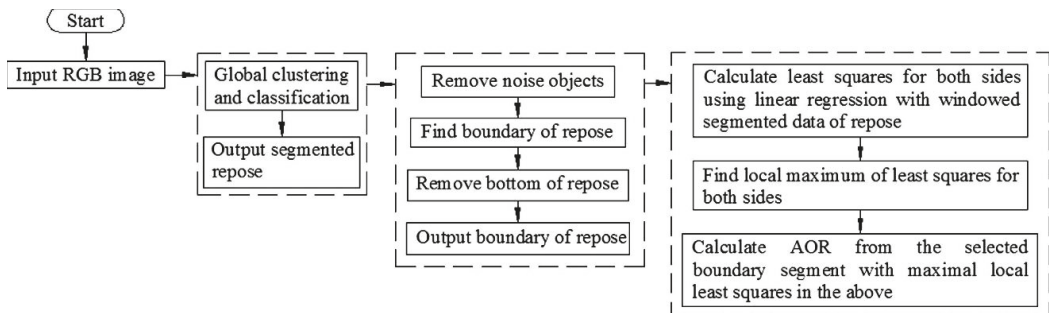 Start
Input RGB image
Global clustering
and classification
Output segmented
repose
Remove noise objects
Find boundary of repose
Remove bottom of repose
Output boundary of repose
Calculate least squares for both sides
using linear regression with windowed
segmented data of repose
Find local maximum of least squares for
both sides
Calculate AOR from the selected
boundary segment with maximal local
least squares in the above